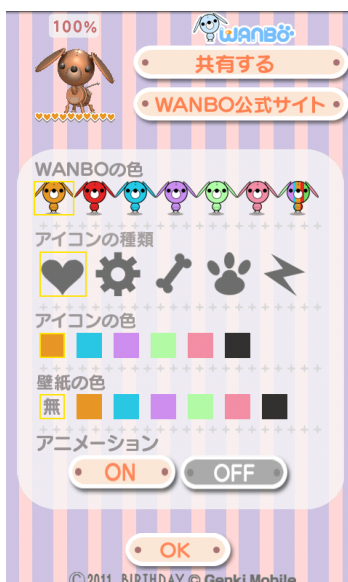 100%
WANBO
共有する
WANBO公式サイト
WANBOの色
アイコンの種類
アイコンの色
壁紙の色
無
アニメーション
ON OFF
OK
© 2011 BIRTHDAY © Genki Mobile